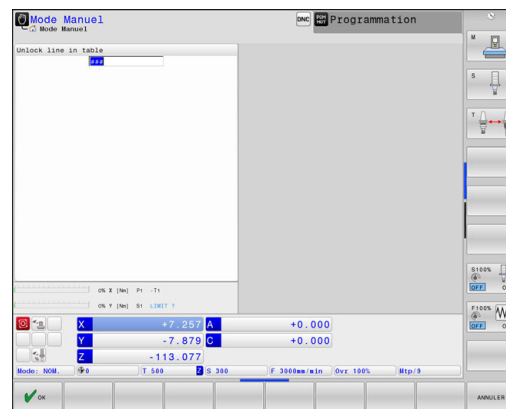 Mode Manuel
Mode Manuel
DNC
Programmation
Unlock line in table
###
M
S
T
0% X [Nm] P1 -T1
0% Y [Nm] S1 LIMIT 1
S100%
OFF
F100%
OFF
X +7.257 A +0.000
Y -7.879 C +0.000
Z -113.077
Mode: NOM. 0 T 500 Z S 300 F 3000mm/min Ovr 100% M5p/9
OK
ANNULER